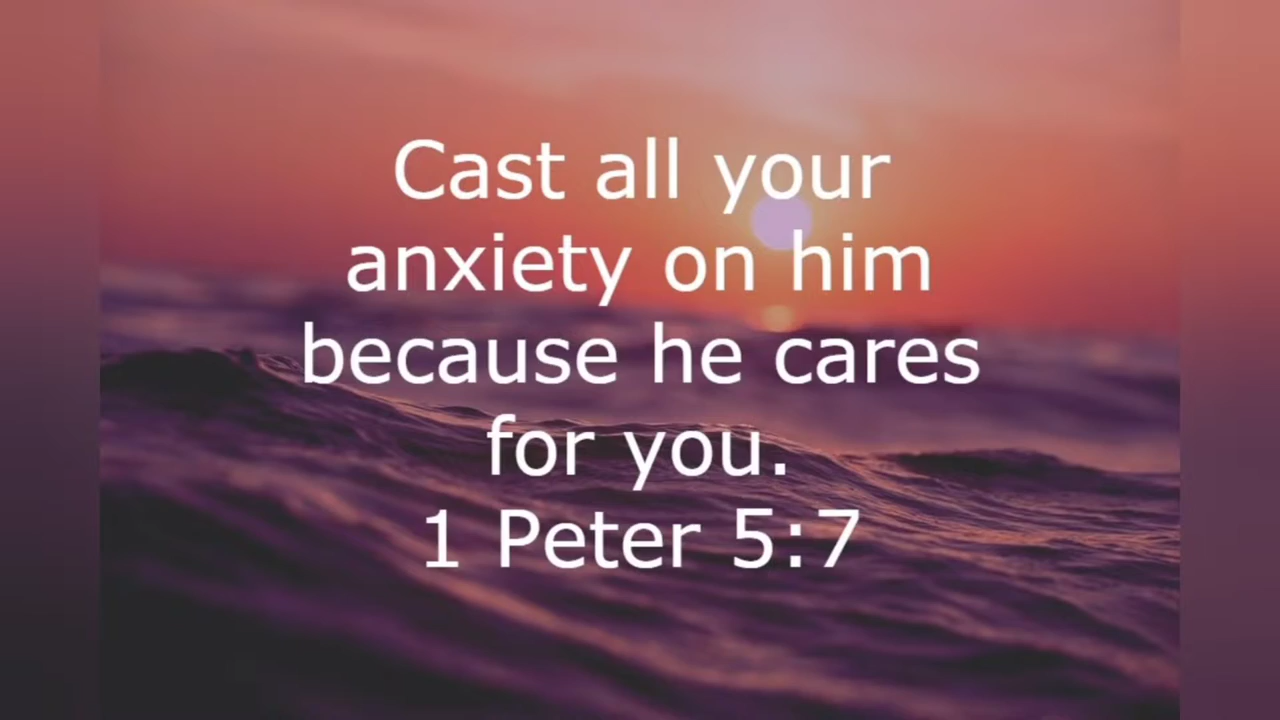 Cast all your
anxiety on him
because he cares
for you.
1 Peter 5:7